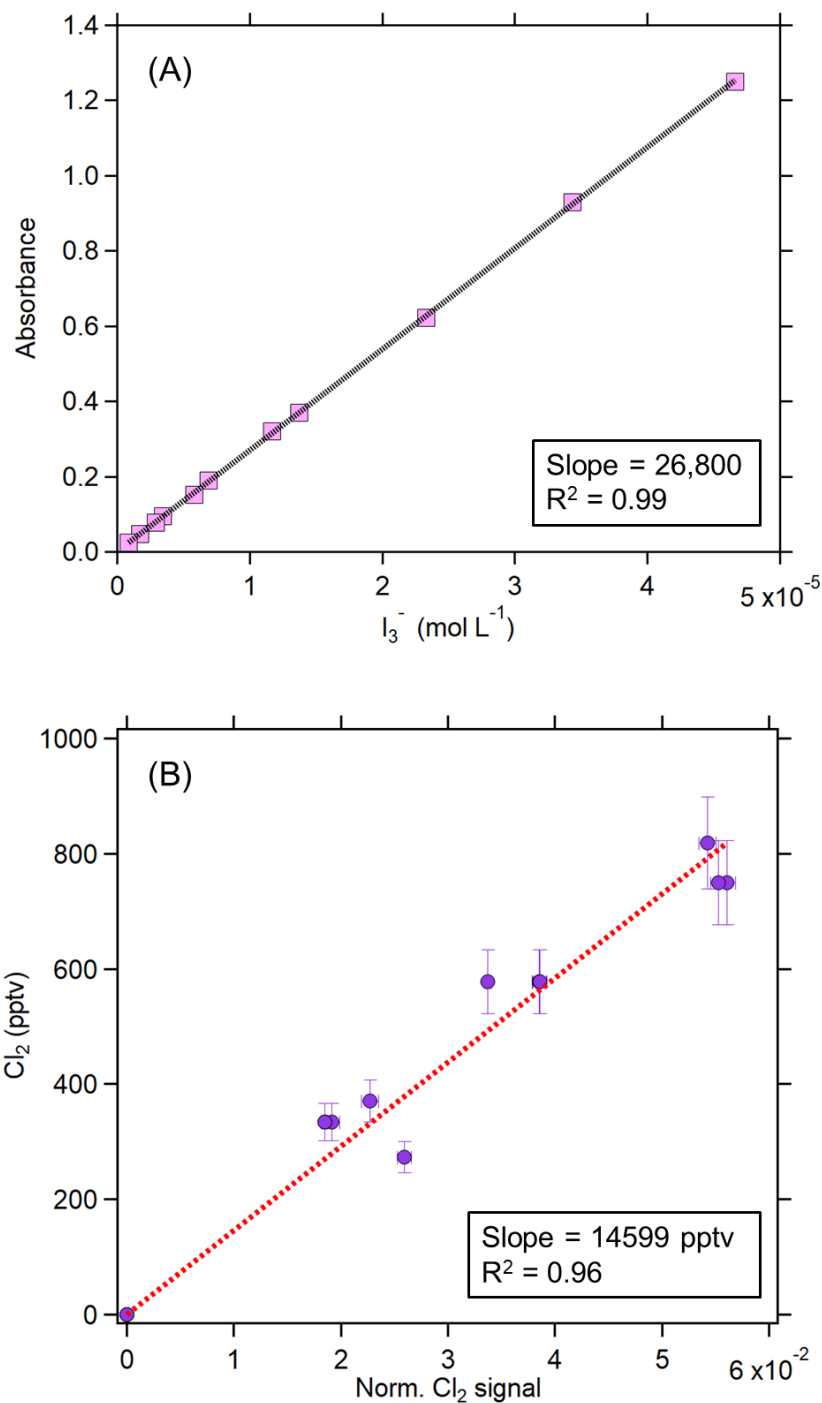 (A)
1.4
1.2
1.0
0.8
0.6
0.4
0.2
0.0
Absorbance
Slope = 26,800
R² = 0.99
0 1 2 3 4 5 x10⁻⁵
I₃⁻ (mol L⁻¹)
(B)
1000
800
600
400
200
0
Cl₂ (pptv)
Slope = 14599 pptv
R² = 0.96
0 1 2 3 4 5 6 x10⁻²
Norm. Cl₂ signal